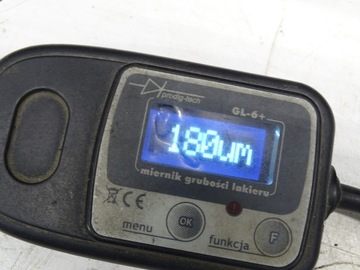 prodig-tech
GL-6+
180um
miernik grubości lakieru
CE
OK
menu
funkcja
F